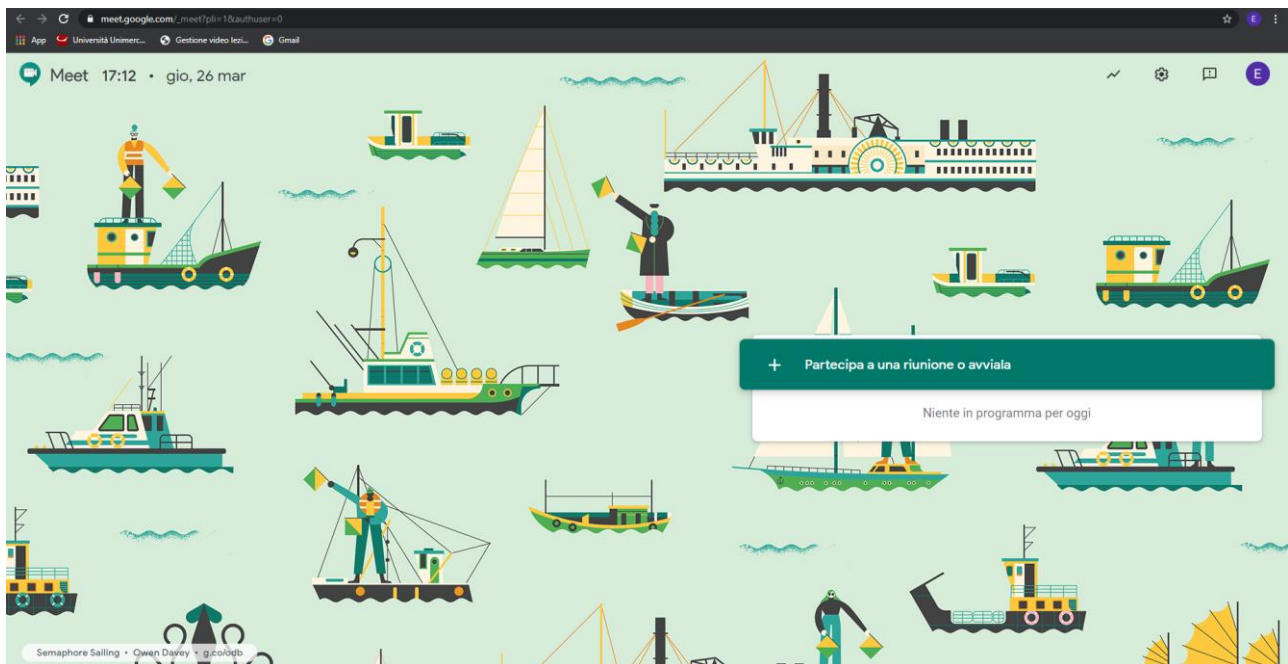 meet.google.com/_meet?pli=1&authuser=0
App Università Unimerc... Gestione video lezi... Gmail
Meet 17:12 • gio, 26 mar
E
E
+ Partecipa a una riunione o avviala
Niente in programma per oggi
Semaphore Sailing • Owen Davey • g.co/odb